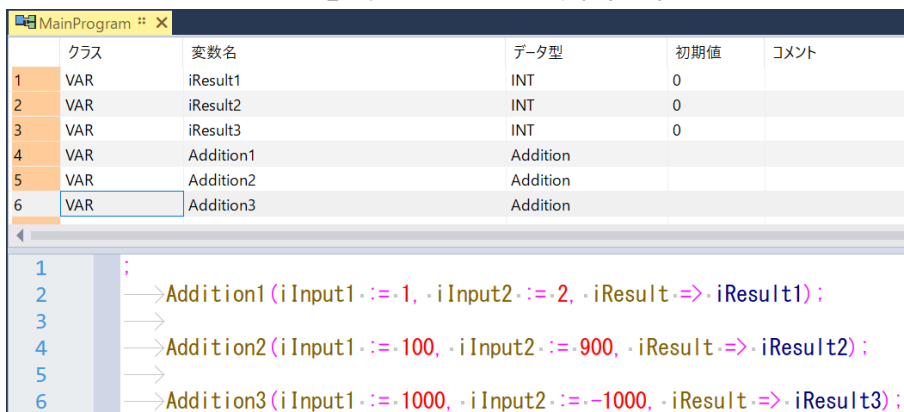 MainProgram
クラス 変数名 データ型 初期値 コメント
1 VAR iResult1 INT 0
2 VAR iResult2 INT 0
3 VAR iResult3 INT 0
4 VAR Addition1 Addition
5 VAR Addition2 Addition
6 VAR Addition3 Addition
1 ;
2 Addition1(iInput1 := 1, iInput2 := 2, iResult => iResult1);
3
4 Addition2(iInput1 := 100, iInput2 := 900, iResult => iResult2);
5
6 Addition3(iInput1 := 1000, iInput2 := -1000, iResult => iResult3);